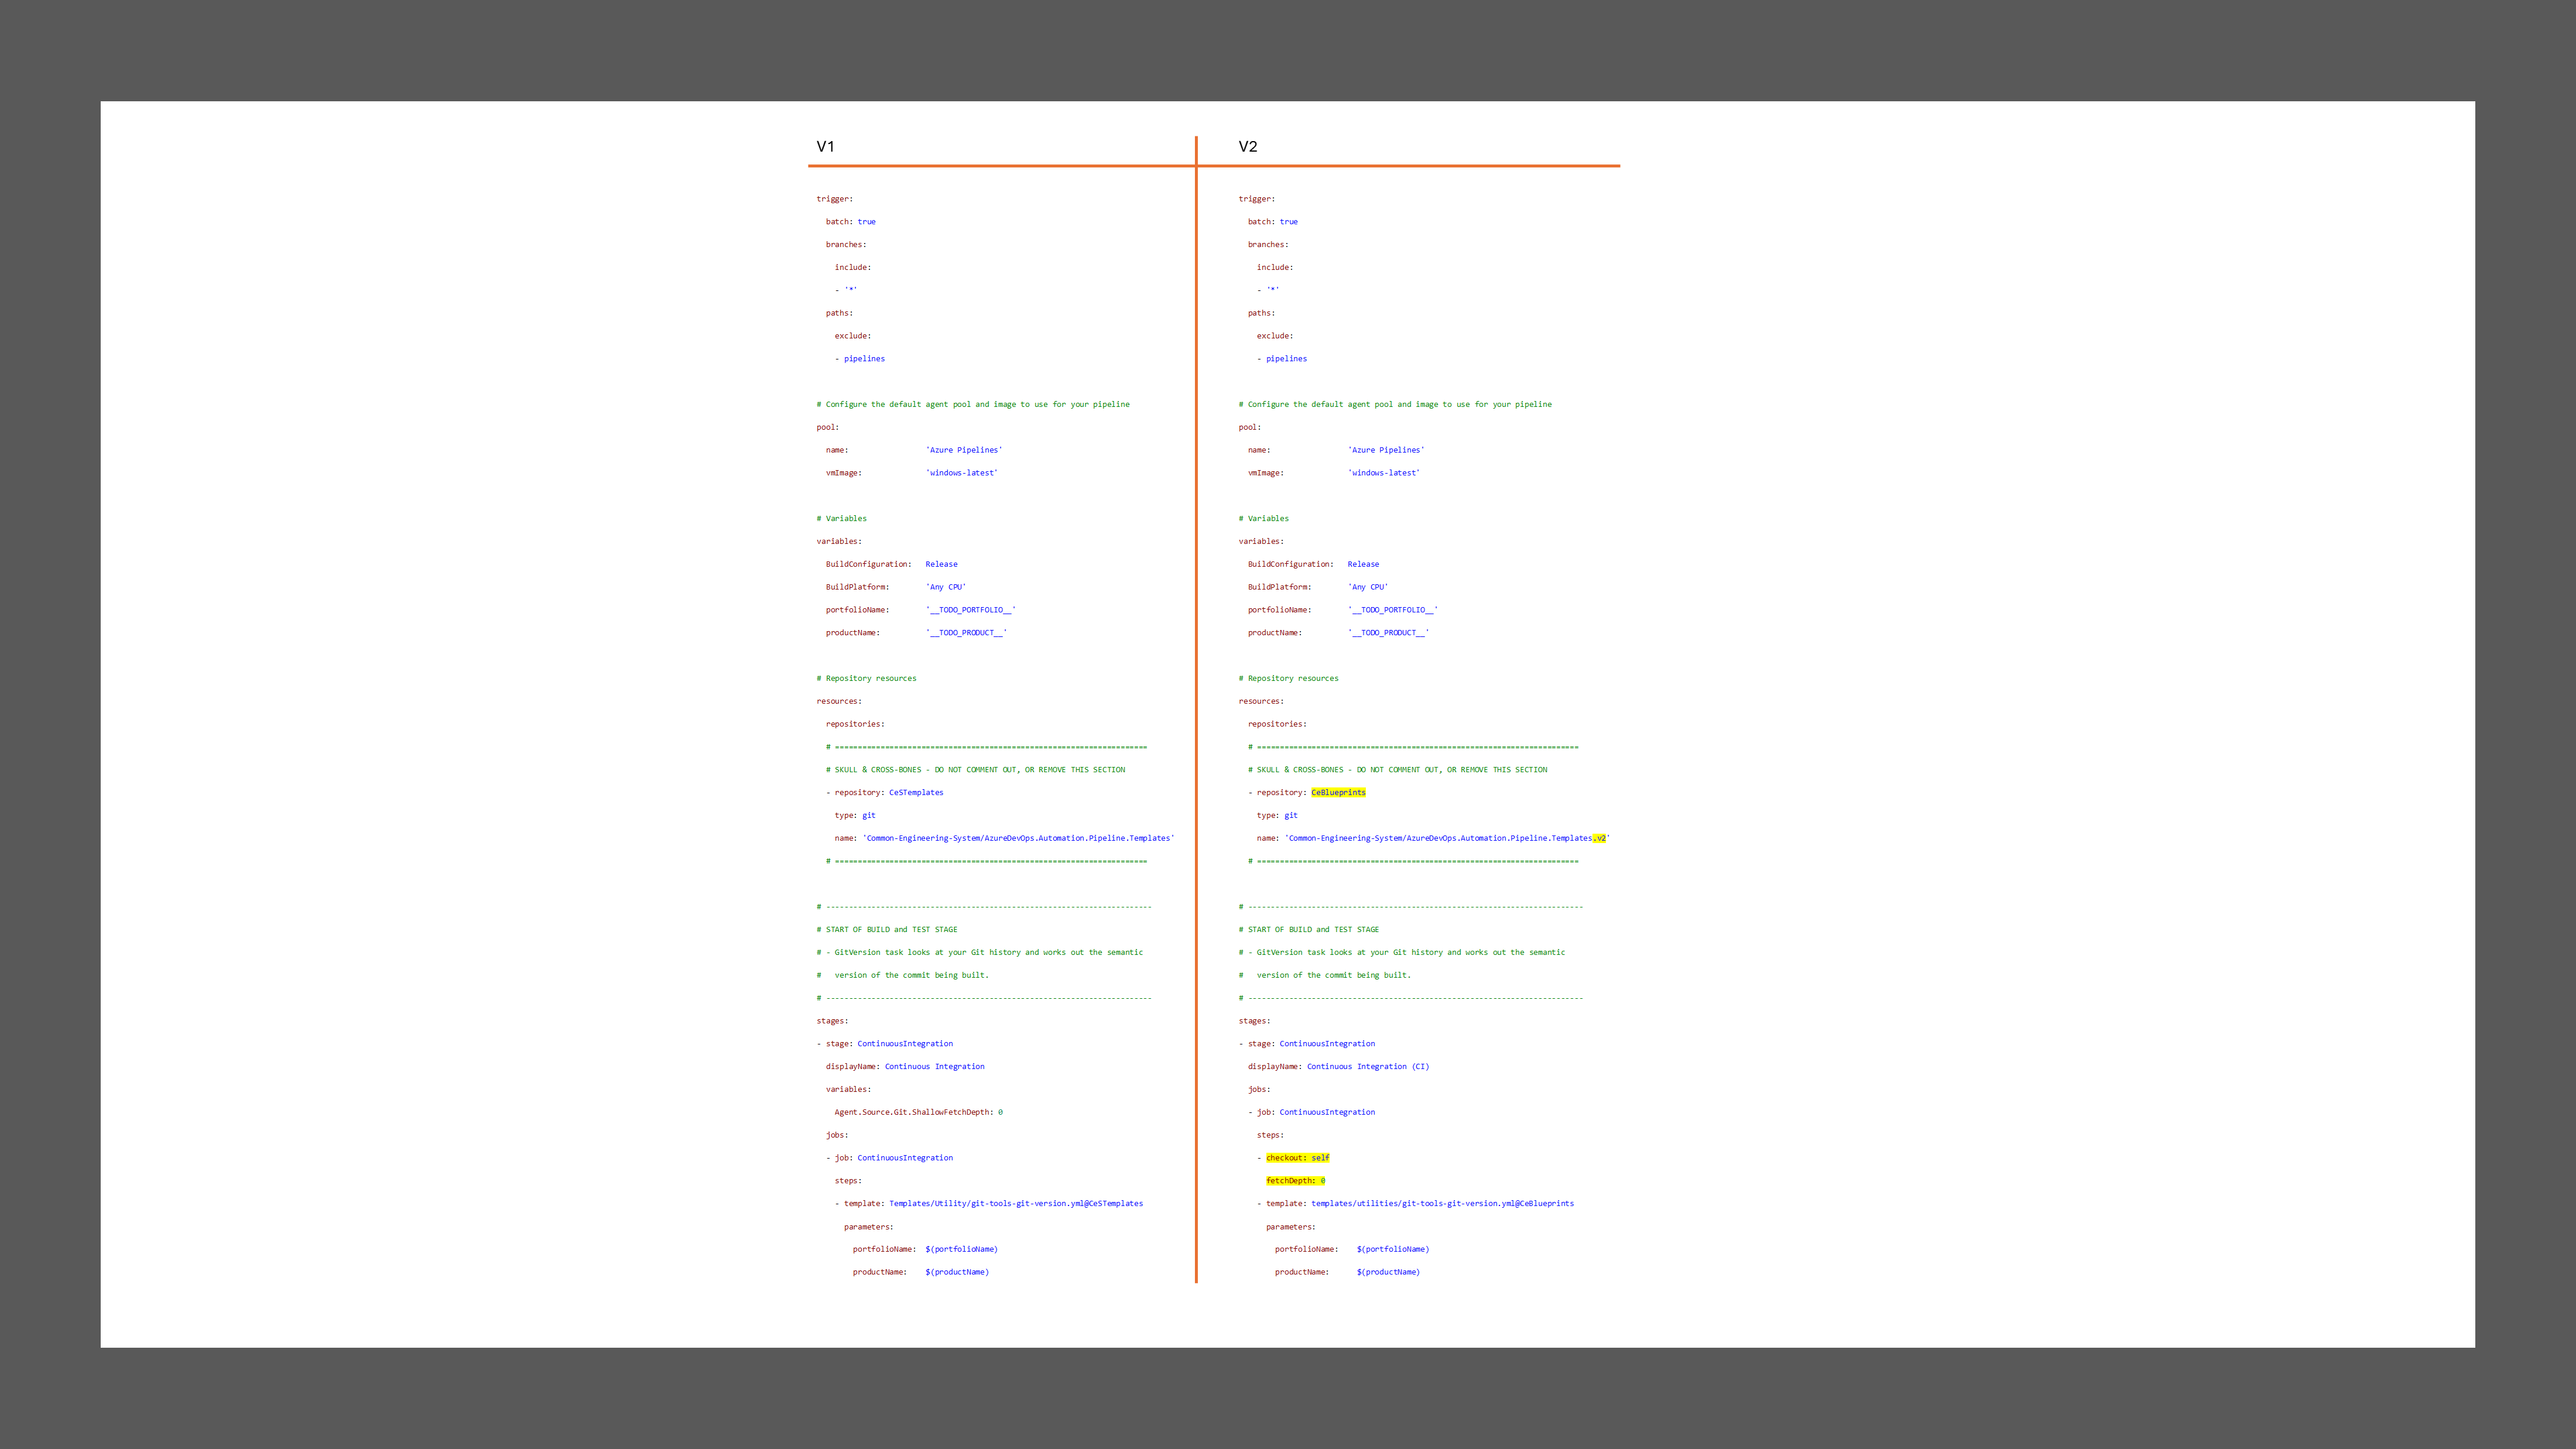 V1
trigger:
  batch: true
  branches:
    include:
    - '*'
  paths:
    exclude:
    - pipelines
# Configure the default agent pool and image to use for your pipeline
pool:
  name:                 'Azure Pipelines'
  vmImage:              'windows-latest'
# Variables
variables:
  BuildConfiguration:   Release
  BuildPlatform:        'Any CPU'
  portfolioName:        '__TODO_PORTFOLIO__'
  productName:          '__TODO_PRODUCT__'
# Repository resources
resources:
  repositories:
  # =====================================================================
  # SKULL & CROSS-BONES - DO NOT COMMENT OUT, OR REMOVE THIS SECTION
  - repository: CeSTemplates
    type: git
    name: 'Common-Engineering-System/AzureDevOps.Automation.Pipeline.Templates'
  # =====================================================================
# ------------------------------------------------------------------------
# START OF BUILD and TEST STAGE
# - GitVersion task looks at your Git history and works out the semantic
#   version of the commit being built.
# ------------------------------------------------------------------------
stages:
- stage: ContinuousIntegration
  displayName: Continuous Integration
  variables:
    Agent.Source.Git.ShallowFetchDepth: 0
  jobs:
  - job: ContinuousIntegration
    steps:
    - template: Templates/Utility/git-tools-git-version.yml@CeSTemplates
      parameters:
        portfolioName:  $(portfolioName)
        productName:    $(productName)
V2
trigger:
  batch: true
  branches:
    include:
    - '*'
  paths:
    exclude:
    - pipelines
# Configure the default agent pool and image to use for your pipeline
pool:
  name:                 'Azure Pipelines'
  vmImage:              'windows-latest'
# Variables
variables:
  BuildConfiguration:   Release
  BuildPlatform:        'Any CPU'
  portfolioName:        '__TODO_PORTFOLIO__'
  productName:          '__TODO_PRODUCT__'
# Repository resources
resources:
  repositories:
  # =======================================================================
  # SKULL & CROSS-BONES - DO NOT COMMENT OUT, OR REMOVE THIS SECTION
  - repository: CeBlueprints
    type: git
    name: 'Common-Engineering-System/AzureDevOps.Automation.Pipeline.Templates.v2'
  # =======================================================================
# --------------------------------------------------------------------------
# START OF BUILD and TEST STAGE
# - GitVersion task looks at your Git history and works out the semantic
#   version of the commit being built.
# --------------------------------------------------------------------------
stages:
- stage: ContinuousIntegration
  displayName: Continuous Integration (CI)
  jobs:
  - job: ContinuousIntegration
    steps:
    - checkout: self
      fetchDepth: 0
    - template: templates/utilities/git-tools-git-version.yml@CeBlueprints
      parameters:
        portfolioName:    $(portfolioName)
        productName:      $(productName)